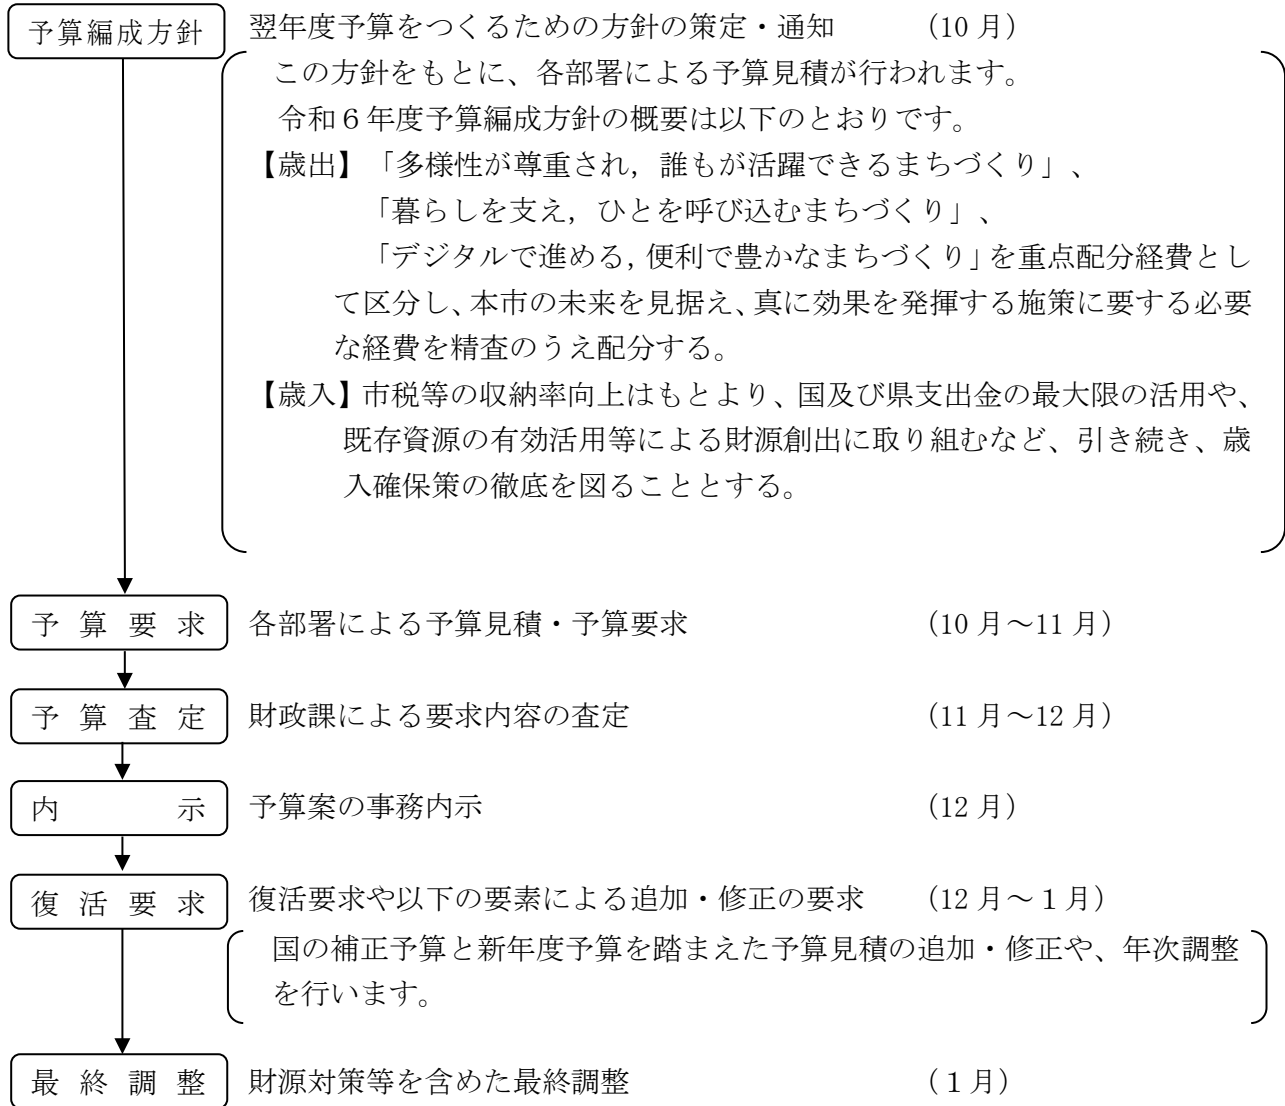 予算編成方針 翌年度予算をつくるための方針の策定・通知 （10 月）
この方針をもとに、各部署による予算見積が行われます。
令和６年度予算編成方針の概要は以下のとおりです。
【歳出】「多様性が尊重され，誰もが活躍できるまちづくり」、
「暮らしを支え，ひとを呼び込むまちづくり」、
「デジタルで進める，便利で豊かなまちづくり」を重点配分経費とし
て区分し、本市の未来を見据え、真に効果を発揮する施策に要する必要
な経費を精査のうえ配分する。
【歳入】市税等の収納率向上はもとより、国及び県支出金の最大限の活用や、
既存資源の有効活用等による財源創出に取り組むなど、引き続き、歳
入確保策の徹底を図ることとする。
予 算 要 求 各部署による予算見積・予算要求 （10 月～11 月）
予 算 査 定 財政課による要求内容の査定 （11 月～12 月）
内 示 予算案の事務内示 （12 月）
復 活 要 求 復活要求や以下の要素による追加・修正の要求 （12 月～１月）
国の補正予算と新年度予算を踏まえた予算見積の追加・修正や、年次調整
を行います。
最 終 調 整 財源対策等を含めた最終調整 （１月）